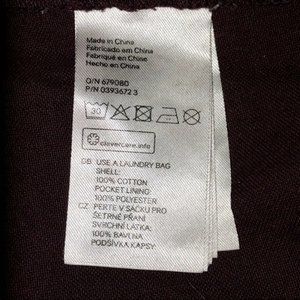 Made in China
Fabricado em China
Fabriqué en Chine
Hecho en China
O/N 679080
P/N 0393672 3
30
clevercare.info
GB USE A LAUNDRY BAG
SHELL:
100% COTTON
POCKET LINING
100% POLYESTER
CZ PERTE V SÁČKU PRO
ŠETRNÉ PRANÍ
SVRCHNÍ LÁTKA:
100% BAVLNA
PODŠÍVKA KAPSY: